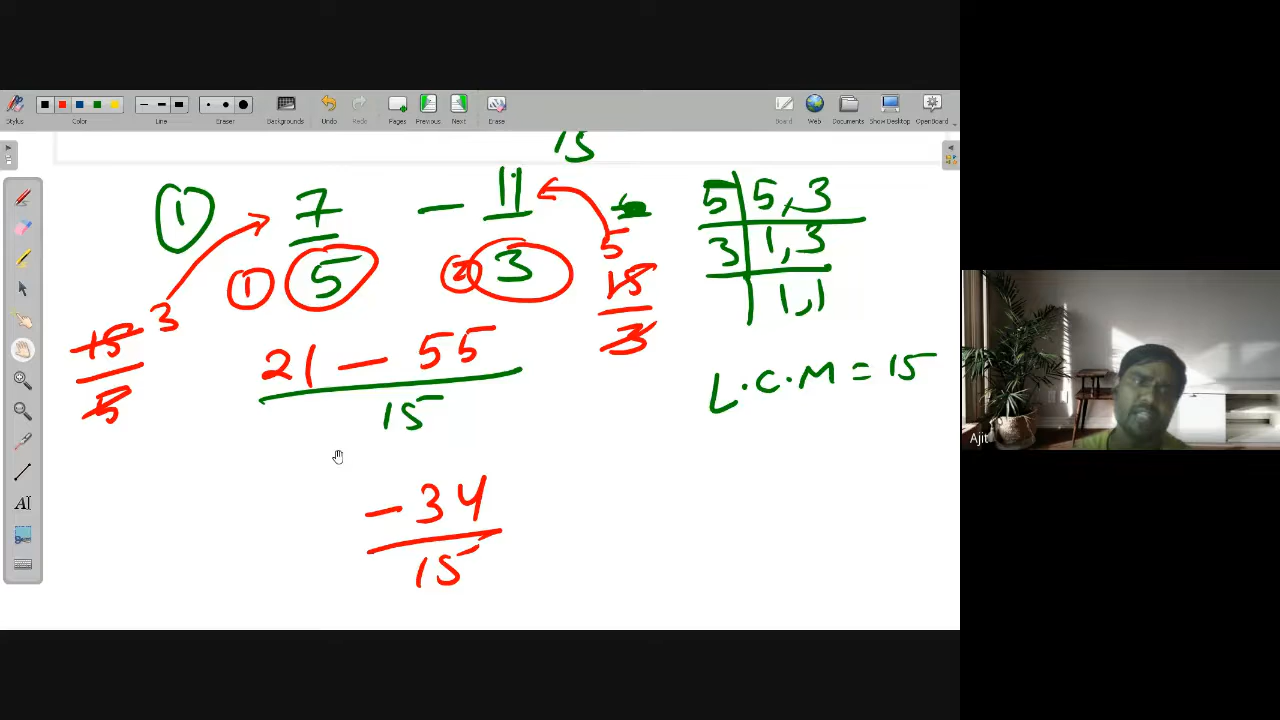 Stylus Color Line Eraser Backgrounds Undo Redo Pages Previous Next Erase Board Web Documents Show Desktop OpenBoard
15
① 7/5 - 11/3
① ②
15/5 3
5 15/3
21 - 55
15
- 34
15
5 | 5, 3
3 | 1, 3
1, 1
L.C.M = 15
AI
Ajit